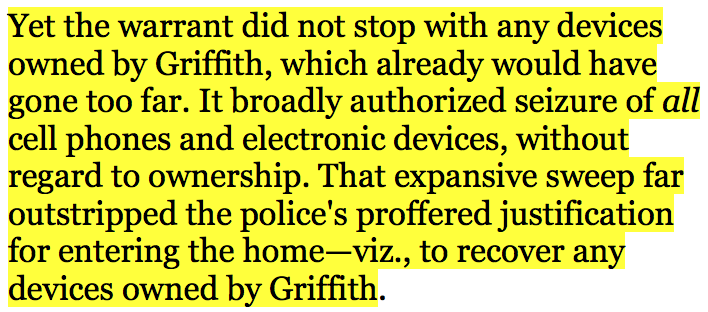 Yet the warrant did not stop with any devices
owned by Griffith, which already would have
gone too far. It broadly authorized seizure of all
cell phones and electronic devices, without
regard to ownership. That expansive sweep far
outstripped the police's proffered justification
for entering the home—viz., to recover any
devices owned by Griffith.